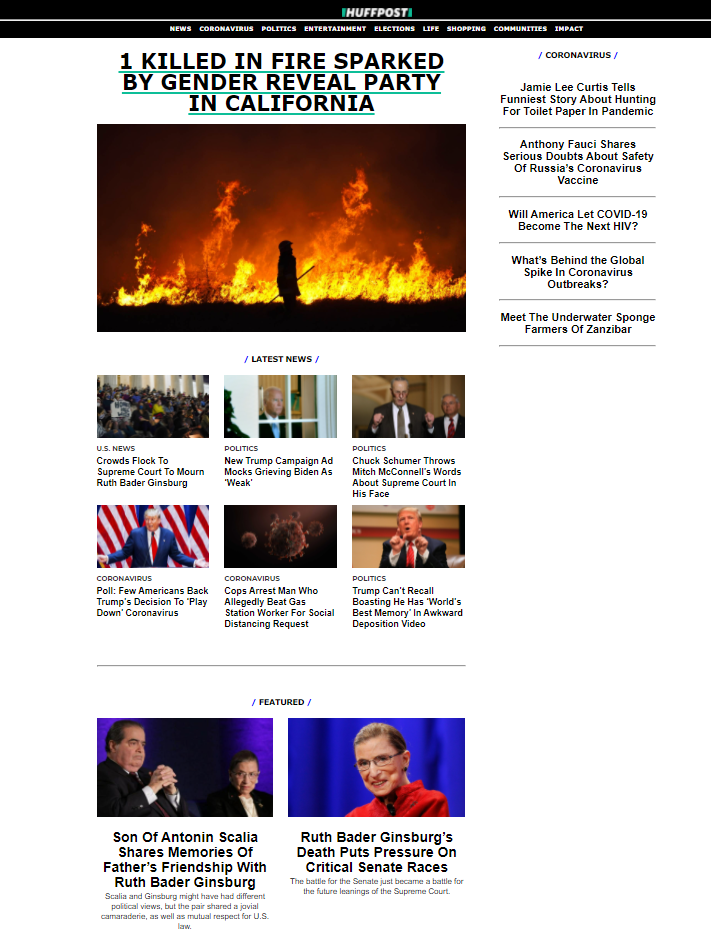 HUFFPOST
NEWS CORONAVIRUS POLITICS ENTERTAINMENT ELECTIONS LIFE SHOPPING COMMUNITIES IMPACT
1 KILLED IN FIRE SPARKED
BY GENDER REVEAL PARTY
IN CALIFORNIA
/ LATEST NEWS /
U.S. NEWS
Crowds Flock To
Supreme Court To Mourn
Ruth Bader Ginsburg
POLITICS
New Trump Campaign Ad
Mocks Grieving Biden As
‘Weak’
POLITICS
Chuck Schumer Throws
Mitch McConnell’s Words
About Supreme Court In
His Face
CORONAVIRUS
Poll: Few Americans Back
Trump’s Decision To ‘Play
Down’ Coronavirus
CORONAVIRUS
Cops Arrest Man Who
Allegedly Beat Gas
Station Worker For Social
Distancing Request
POLITICS
Trump Can’t Recall
Boasting He Has ‘World’s
Best Memory’ In Awkward
Deposition Video
/ FEATURED /
Son Of Antonin Scalia
Shares Memories Of
Father’s Friendship With
Ruth Bader Ginsburg
Scalia and Ginsburg might have had different
political views, but the pair shared a jovial
camaraderie, as well as mutual respect for U.S.
law.
Ruth Bader Ginsburg’s
Death Puts Pressure On
Critical Senate Races
The battle for the Senate just became a battle for
the future leanings of the Supreme Court.
/ CORONAVIRUS /
Jamie Lee Curtis Tells
Funniest Story About Hunting
For Toilet Paper In Pandemic
Anthony Fauci Shares
Serious Doubts About Safety
Of Russia’s Coronavirus
Vaccine
Will America Let COVID-19
Become The Next HIV?
What’s Behind the Global
Spike In Coronavirus
Outbreaks?
Meet The Underwater Sponge
Farmers Of Zanzibar